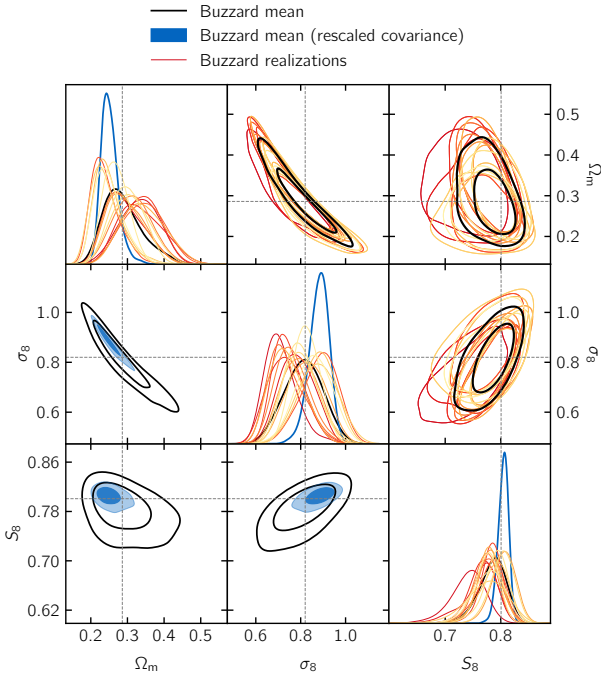 Buzzard mean
Buzzard mean (rescaled covariance)
Buzzard realizations
0.5
0.4
0.3
0.2
Ωm
1.0
0.8
0.6
σ8
1.0
0.8
0.6
σ8
0.86
0.78
0.70
0.62
S8
0.2 0.3 0.4 0.5
Ωm
0.6 0.8 1.0
σ8
0.7 0.8
S8